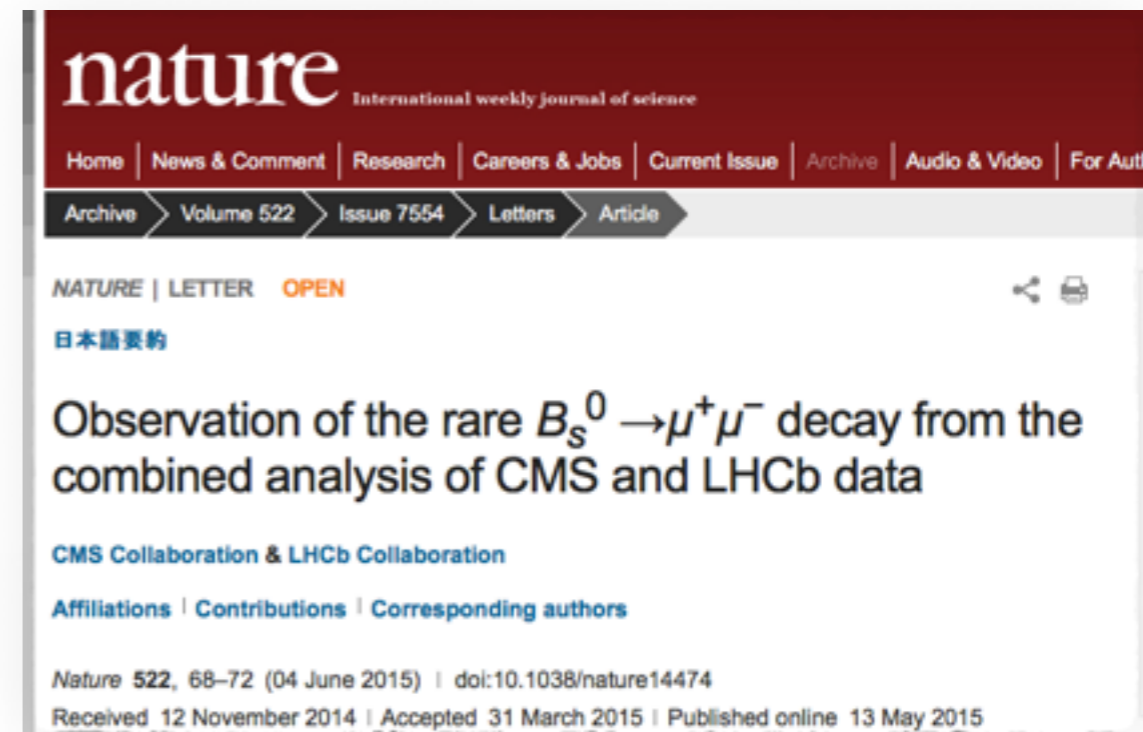 nature International weekly journal of science
Home News & Comment Research Careers & Jobs Current Issue Archive Audio & Video For Auth
Archive Volume 522 Issue 7554 Letters Article
NATURE | LETTER OPEN
日本語要約
Observation of the rare Bs0 →μ+μ− decay from the
combined analysis of CMS and LHCb data
CMS Collaboration & LHCb Collaboration
Affiliations | Contributions | Corresponding authors
Nature 522, 68–72 (04 June 2015) | doi:10.1038/nature14474
Received 12 November 2014 | Accepted 31 March 2015 | Published online 13 May 2015